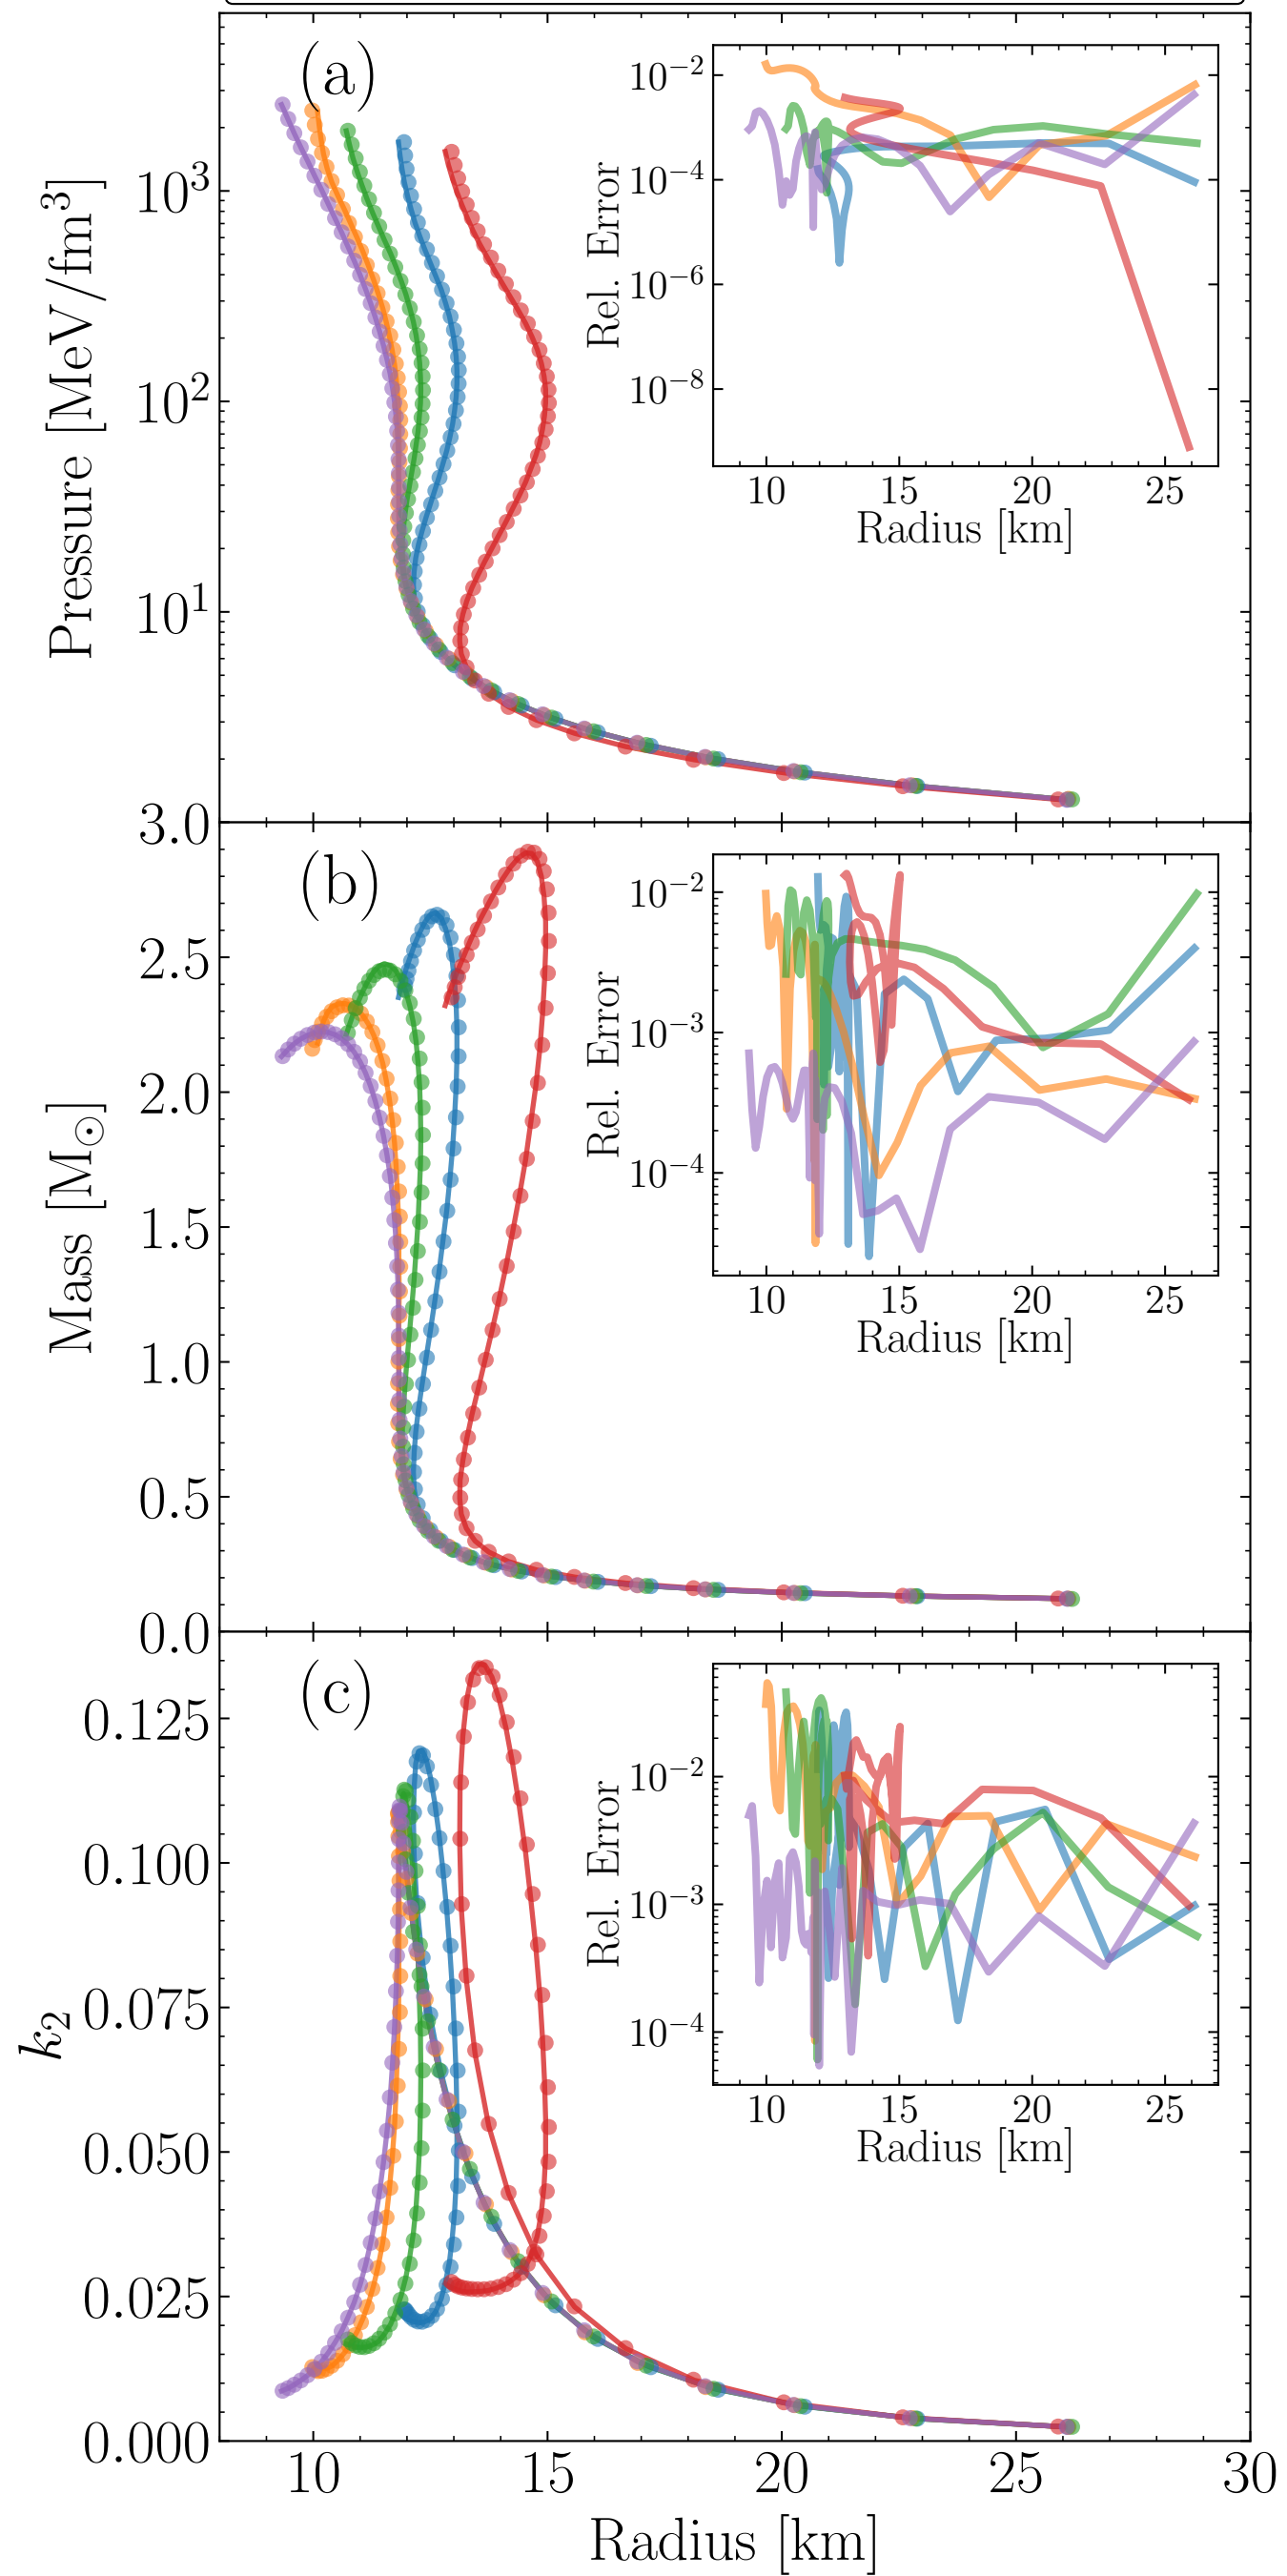 (a)
Pressure [MeV/fm³]
10³
10²
10¹
Rel. Error
10⁻²
10⁻⁴
10⁻⁶
10⁻⁸
10 15 20 25
Radius [km]
(b)
Mass [M⊙]
3.0
2.5
2.0
1.5
1.0
0.5
0.0
Rel. Error
10⁻²
10⁻³
10⁻⁴
10 15 20 25
Radius [km]
(c)
k₂
0.125
0.100
0.075
0.050
0.025
0.000
Rel. Error
10⁻²
10⁻³
10⁻⁴
10 15 20 25
Radius [km]
10 15 20 25 30
Radius [km]